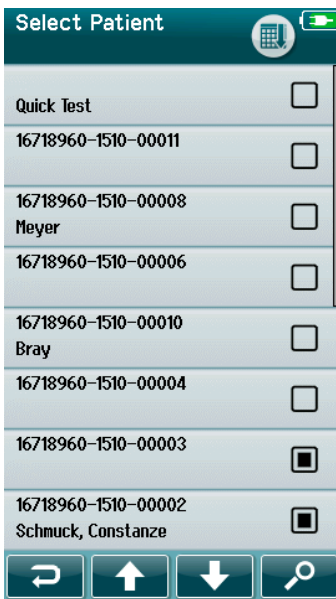 Select Patient
Quick Test
16718960-1510-00011
16718960-1510-00008
Meyer
16718960-1510-00006
16718960-1510-00010
Bray
16718960-1510-00004
16718960-1510-00003
16718960-1510-00002
Schmuck, Constanze